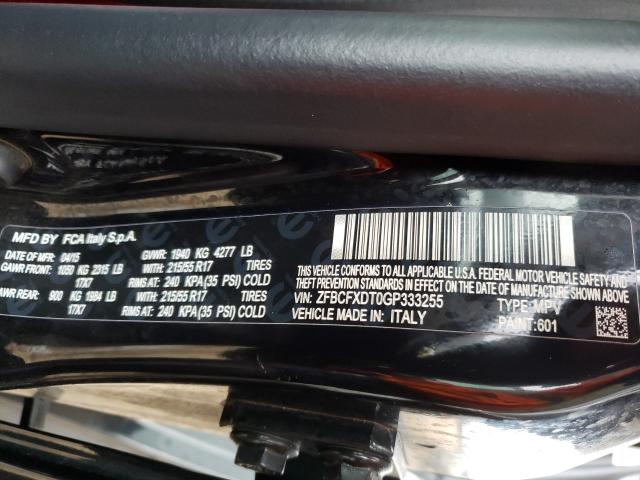 MFD BY FCA Italy S.p.A.
DATE OF MFR 04/15 GVWR: 1940 KG 4277 LB
GAWR FRONT: 1050 KG 2315 LB WITH: 215/55 R17 TIRES
17X7 RIMS AT: 240 KPA (35 PSI) COLD
AWR REAR: 900 KG 1984 LB WITH: 215/55 R17 TIRES
17X7 RIMS AT: 240 KPA (35 PSI) COLD
THIS VEHICLE CONFORMS TO ALL APPLICABLE U.S.A. FEDERAL MOTOR VEHICLE SAFETY AND
THEFT PREVENTION STANDARDS IN EFFECT ON THE DATE OF MANUFACTURE SHOWN ABOVE.
VIN: ZFBCFXDT0GP333255 TYPE: MPV
VEHICLE MADE IN: ITALY PAINT: 601